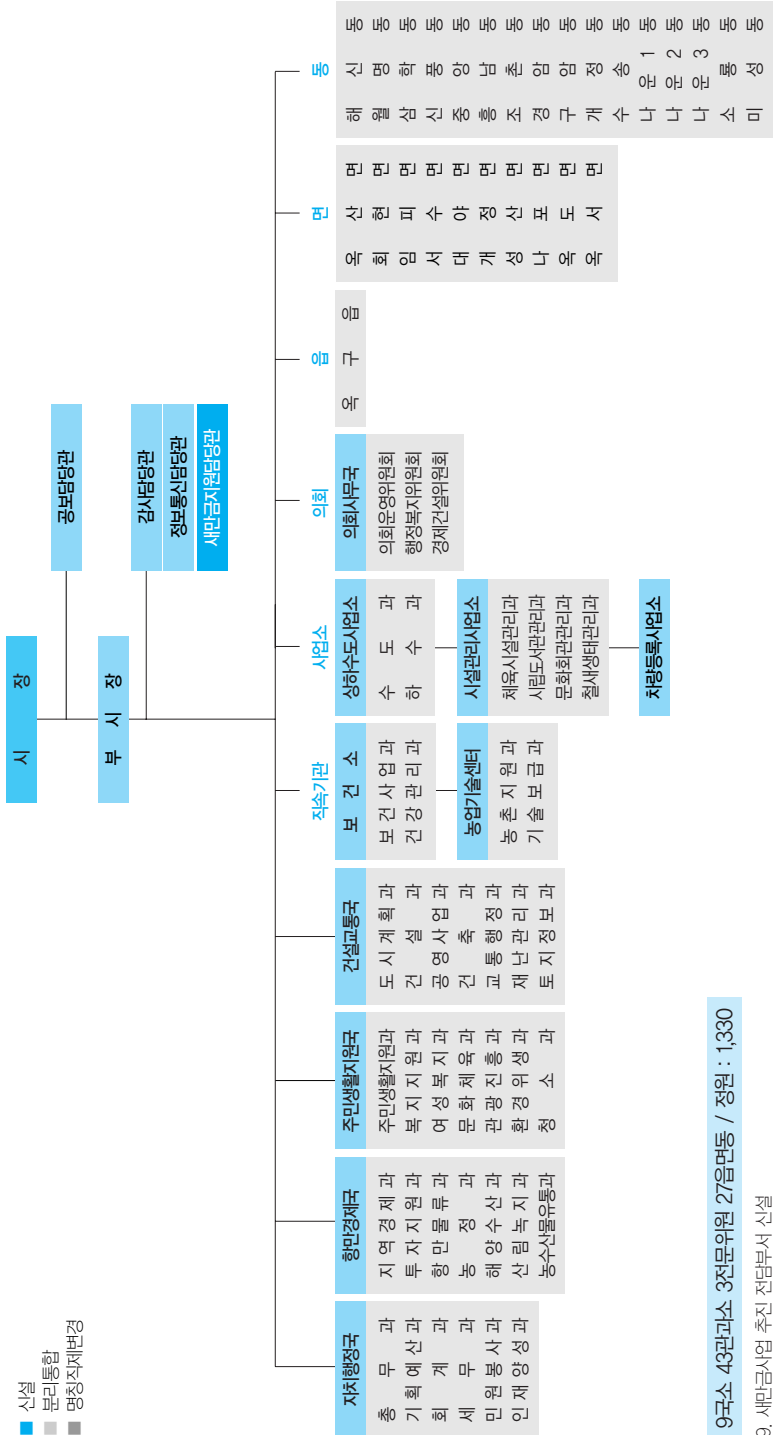 신설
분리통합
명칭직제변경
시 장
공보담당관
부 시 장
감사담당관
정보통신담당관
새만금지원담당관
자치행정국
총 무 과
기 획 예 산 과
회 계 과
세 무 과
민 원 봉 사 과
인 재 양 성 과
항만경제국
지 역 경 제 과
투 자 지 원 과
항 만 물 류 과
농 정 과
해 양 수 산 과
산 림 녹 지 과
농수산물유통과
주민생활지원국
주민생활지원과
복 지 지 원 과
여 성 복 지 과
문 화 체 육 과
관 광 진 흥 과
환 경 위 생 과
청 소 과
건설교통국
도 시 계 획 과
건 설 과
공 영 사 업 과
건 축 과
교 통 행 정 과
재 난 관 리 과
토 지 정 보 과
직속기관
보 건 소
보 건 사 업 과
건 강 관 리 과
농업기술센터
농 촌 지 원 과
기 술 보 급 과
사업소
상하수도사업소
수 도 과
하 수 과
시설관리사업소
체육시설관리과
시립도서관관리과
문화회관관리과
철새생태관리과
차량등록사업소
의회
의회사무국
의회운영위원회
행정복지위원회
경제건설위원회
읍
옥 구 읍
면
옥 산 면
회 현 면
임 피 면
서 수 면
대 야 면
개 정 면
성 산 면
나 포 면
옥 도 면
옥 서 면
동
해 신 동
월 명 동
삼 학 동
신 풍 동
중 앙 동
흥 남 동
조 촌 동
경 암 동
구 암 동
개 정 동
수 송 동
나 운 1 동
나 운 2 동
나 운 3 동
소 룡 동
미 성 동
9국소 43관과소 3전문위원 27읍면동 / 정원 : 1,330
9. 새만금사업 추진 전담부서 신설